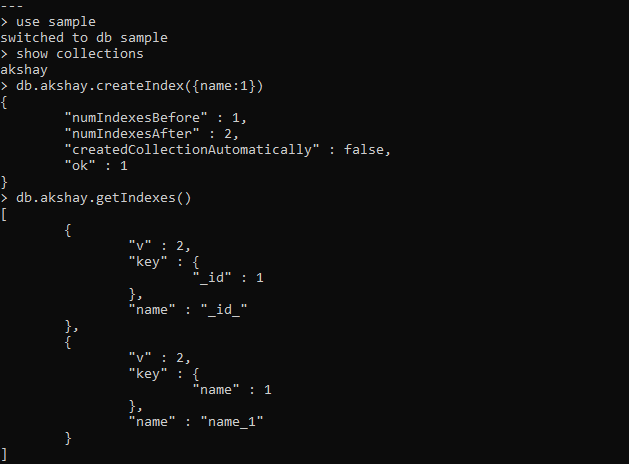 ---
> use sample
switched to db sample
> show collections
akshay
> db.akshay.createIndex({name:1})
{
        "numIndexesBefore" : 1,
        "numIndexesAfter" : 2,
        "createdCollectionAutomatically" : false,
        "ok" : 1
}
> db.akshay.getIndexes()
[
        {
                "v" : 2,
                "key" : {
                        "_id" : 1
                },
                "name" : "_id_"
        },
        {
                "v" : 2,
                "key" : {
                        "name" : 1
                },
                "name" : "name_1"
        }
]